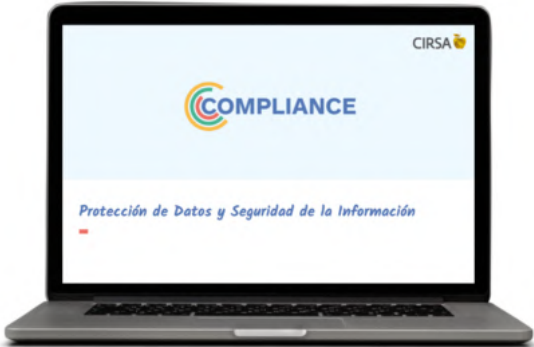 CIRSA
COMPLIANCE
Protección de Datos y Seguridad de la Información